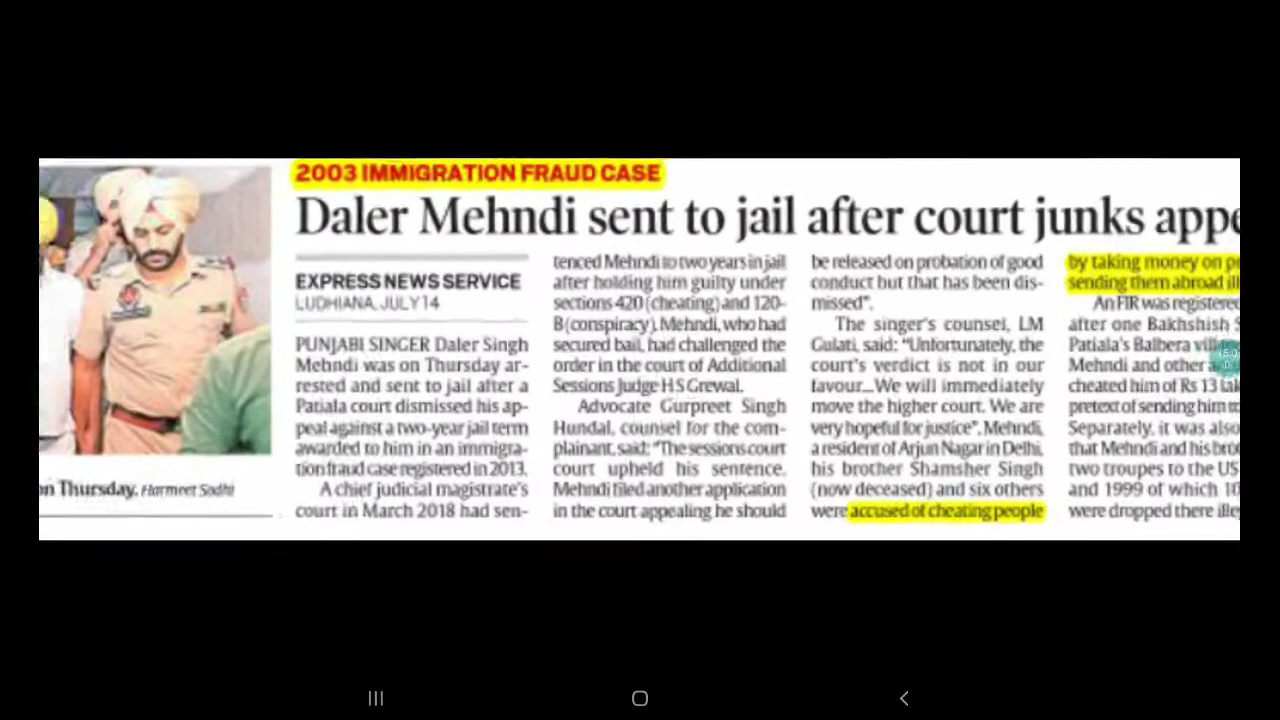 2003 IMMIGRATION FRAUD CASE
Daler Mehndi sent to jail after court junks appe
on Thursday. Harmeet Sodhi
EXPRESS NEWS SERVICE
LUDHIANA, JULY 14
PUNJABI SINGER Daler Singh
Mehndi was on Thursday ar-
rested and sent to jail after a
Patiala court dismissed his ap-
peal against a two-year jail term
awarded to him in an immigra-
tion fraud case registered in 2013.
A chief judicial magistrate's
court in March 2018 had sen-
tenced Mehndi to two years in jail
after holding him guilty under
sections 420 (cheating) and 120-
B (conspiracy). Mehndi, who had
secured bail, had challenged the
order in the court of Additional
Sessions Judge H S Grewal.
Advocate Gurpreet Singh
Hundal, counsel for the com-
plainant, said: "The sessions court
court upheld his sentence.
Mehndi filed another application
in the court appealing he should
be released on probation of good
conduct but that has been dis-
missed".
The singer's counsel, LM
Gulati, said: "Unfortunately, the
court's verdict is not in our
favour...We will immediately
move the higher court. We are
very hopeful for justice". Mehndi,
a resident of Arjun Nagar in Delhi,
his brother Shamsher Singh
(now deceased) and six others
were accused of cheating people
by taking money on p
sending them abroad ill
An FIR was registered
after one Bakhshish S
Patiala's Balbera vill
Mehndi and other a
cheated him of Rs 13 lak
pretext of sending him to
Separately, it was also
that Mehndi and his bro
two troupes to the US
and 1999 of which 10
were dropped there ille